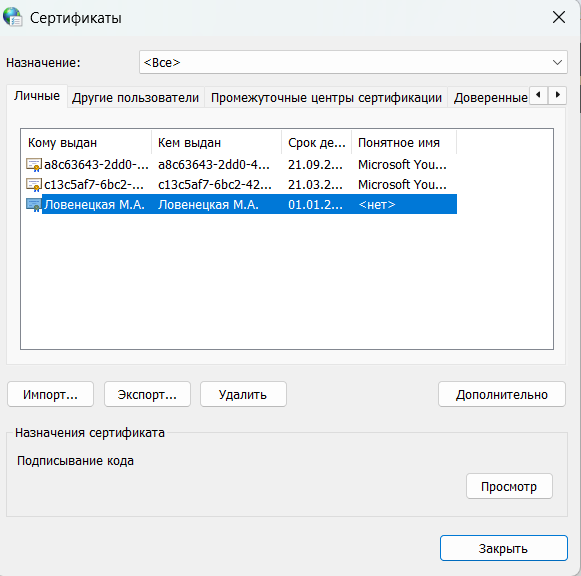 Сертификаты
Назначение: <Все>
Личные Другие пользователи Промежуточные центры сертификации Доверенные
Кому выдан Кем выдан Срок де... Понятное имя
a8c63643-2dd0-... a8c63643-2dd0-4... 21.09.2... Microsoft You...
c13c5af7-6bc2-... c13c5af7-6bc2-42... 21.03.2... Microsoft You...
Ловенецкая М.А. Ловенецкая М.А. 01.01.2... <нет>
Импорт... Экспорт... Удалить Дополнительно
Назначения сертификата
Подписывание кода
Просмотр
Закрыть